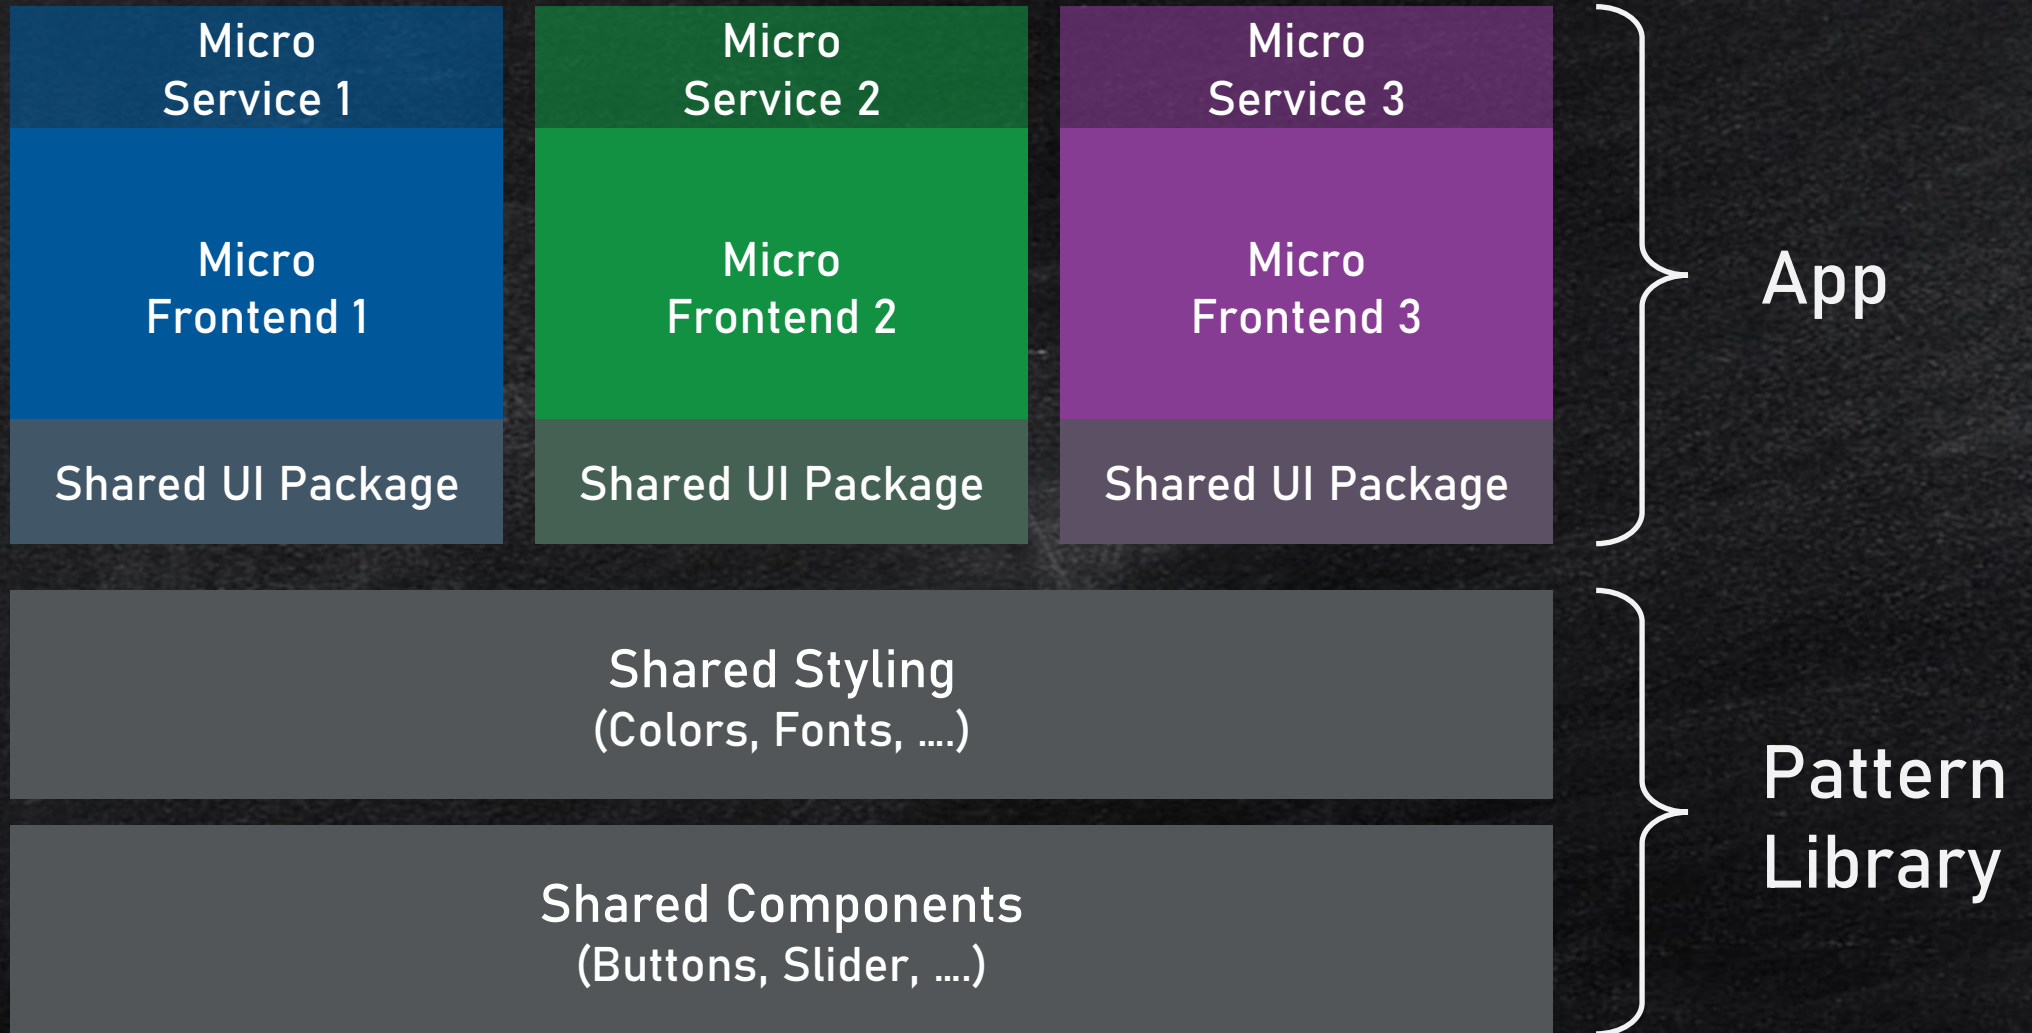 Micro
Service 1
Micro
Service 2
Micro
Service 3
Micro
Frontend 1
Micro
Frontend 2
Micro
Frontend 3
App
Shared UI Package
Shared UI Package
Shared UI Package
Shared Styling
(Colors, Fonts, ....)
Pattern
Library
Shared Components
(Buttons, Slider, ....)